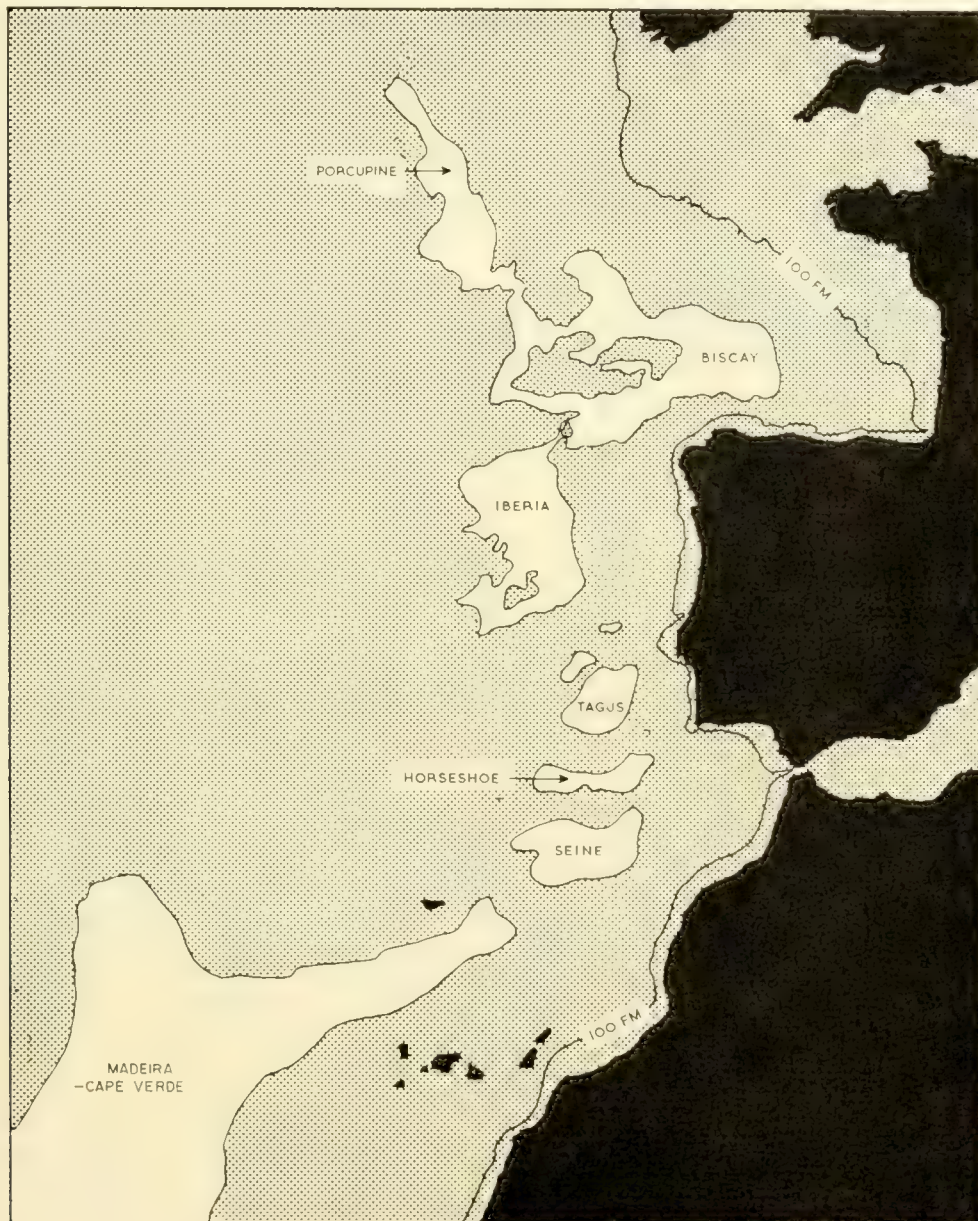 PORCUPINE
100 FM
BISCAY
IBERIA
TAGUS
HORSESHOE
SEINE
100 FM
MADEIRA
—CAPE VERDE